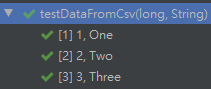 testDataFromCsv(long, String)
[1] 1, One
[2] 2, Two
[3] 3, Three